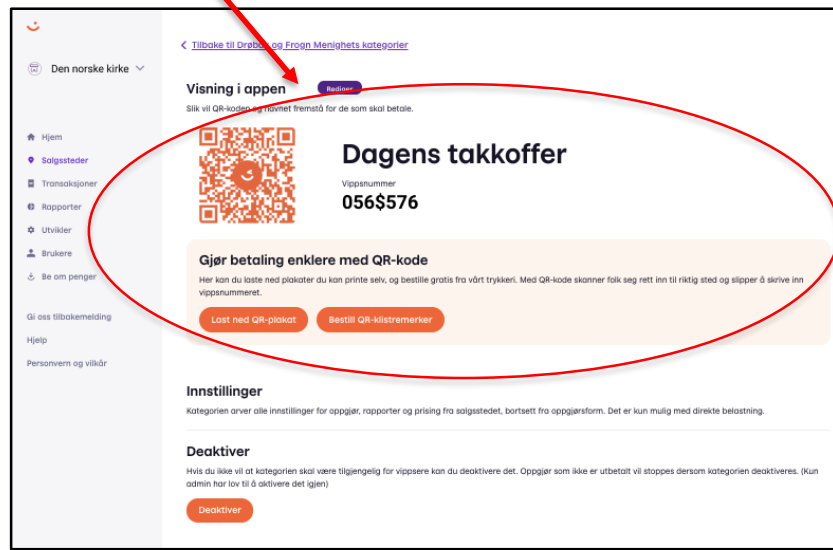 Tilbake til Drøbak og Frogn Menighets kategorier
Den norske kirke
Visning i appen
Rediger
Slik vil QR-koden og navnet fremstå for de som skal betale.
Hjem
Salgssteder
Transaksjoner
Rapporter
Utvikler
Brukere
Be om penger
Gi oss tilbakemelding
Hjelp
Personvern og vilkår
Dagens takkoffer
Vippsnummer
056$576
Gjør betaling enklere med QR-kode
Her kan du laste ned plakater du kan printe selv, og bestille gratis fra vårt trykkeri. Med QR-kode skanner folk seg rett inn til riktig sted og slipper å skrive inn
vippsnummeret.
Last ned QR-plakat
Bestill QR-klistremerker
Innstillinger
Kategorien arver alle innstillinger for oppgjør, rapporter og prising fra salgsstedet, bortsett fra oppgjørsform. Det er kun mulig med direkte belastning.
Deaktiver
Hvis du ikke vil at kategorien skal være tilgjengelig for vippsere kan du deaktivere det. Oppgjør som ikke er utbetalt vil stoppes dersom kategorien deaktiveres. (Kun
admin har lov til å aktivere det igjen)
Deaktiver